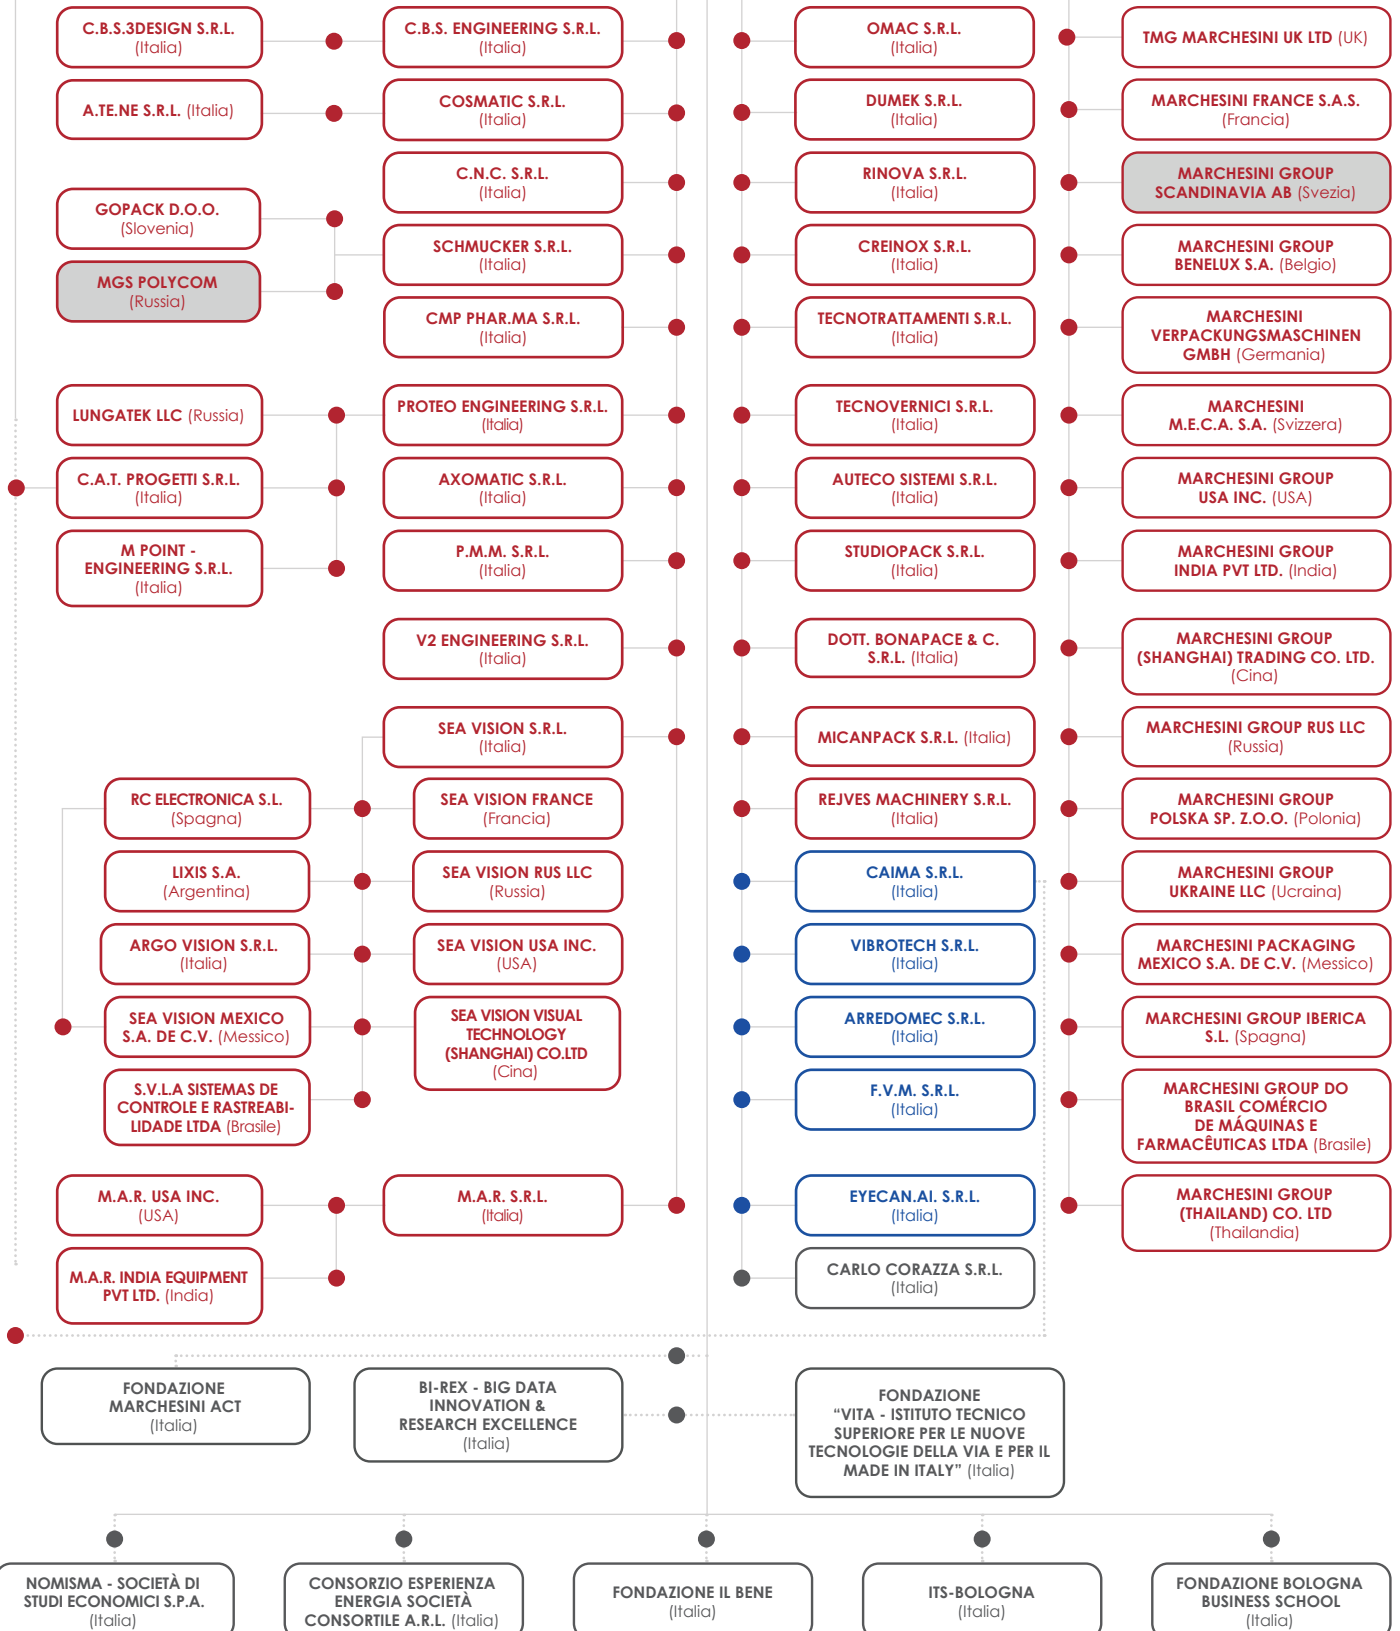 C.B.S.3DESIGN S.R.L.
(Italia)
C.B.S. ENGINEERING S.R.L.
(Italia)
OMAC S.R.L.
(Italia)
TMG MARCHESINI UK LTD (UK)
A.TE.NE S.R.L. (Italia)
COSMATIC S.R.L.
(Italia)
DUMEK S.R.L.
(Italia)
MARCHESINI FRANCE S.A.S.
(Francia)
C.N.C. S.R.L.
(Italia)
RINOVA S.R.L.
(Italia)
MARCHESINI GROUP
SCANDINAVIA AB (Svezia)
GOPACK D.O.O.
(Slovenia)
SCHMUCKER S.R.L.
(Italia)
CREINOX S.R.L.
(Italia)
MARCHESINI GROUP
BENELUX S.A. (Belgio)
MGS POLYCOM
(Russia)
CMP PHAR.MA S.R.L.
(Italia)
TECNOTRATTAMENTI S.R.L.
(Italia)
MARCHESINI
VERPACKUNGSMASCHINEN
GMBH (Germania)
LUNGATEK LLC (Russia)
PROTEO ENGINEERING S.R.L.
(Italia)
TECNOVERNICI S.R.L.
(Italia)
MARCHESINI
M.E.C.A. S.A. (Svizzera)
C.A.T. PROGETTI S.R.L.
(Italia)
AXOMATIC S.R.L.
(Italia)
AUTECO SISTEMI S.R.L.
(Italia)
MARCHESINI GROUP
USA INC. (USA)
M POINT -
ENGINEERING S.R.L.
(Italia)
P.M.M. S.R.L.
(Italia)
STUDIOPACK S.R.L.
(Italia)
MARCHESINI GROUP
INDIA PVT LTD. (India)
V2 ENGINEERING S.R.L.
(Italia)
DOTT. BONAPACE & C.
S.R.L. (Italia)
MARCHESINI GROUP
(SHANGHAI) TRADING CO. LTD.
(Cina)
SEA VISION S.R.L.
(Italia)
MICANPACK S.R.L. (Italia)
MARCHESINI GROUP RUS LLC
(Russia)
RC ELECTRONICA S.L.
(Spagna)
SEA VISION FRANCE
(Francia)
REJVES MACHINERY S.R.L.
(Italia)
MARCHESINI GROUP
POLSKA SP. Z.O.O. (Polonia)
LIXIS S.A.
(Argentina)
SEA VISION RUS LLC
(Russia)
CAIMA S.R.L.
(Italia)
MARCHESINI GROUP
UKRAINE LLC (Ucraina)
ARGO VISION S.R.L.
(Italia)
SEA VISION USA INC.
(USA)
VIBROTECH S.R.L.
(Italia)
MARCHESINI PACKAGING
MEXICO S.A. DE C.V. (Messico)
SEA VISION MEXICO
S.A. DE C.V. (Messico)
SEA VISION VISUAL
TECHNOLOGY
(SHANGHAI) CO.LTD
(Cina)
ARREDOMEC S.R.L.
(Italia)
MARCHESINI GROUP IBERICA
S.L. (Spagna)
S.V.L.A SISTEMAS DE
CONTROLE E RASTREABI-
LIDADE LTDA (Brasile)
F.V.M. S.R.L.
(Italia)
MARCHESINI GROUP DO
BRASIL COMÉRCIO
DE MÁQUINAS E
FARMACÊUTICAS LTDA (Brasile)
M.A.R. USA INC.
(USA)
M.A.R. S.R.L.
(Italia)
EYECAN.AI. S.R.L.
(Italia)
MARCHESINI GROUP
(THAILAND) CO. LTD
(Thailandia)
M.A.R. INDIA EQUIPMENT
PVT LTD. (India)
CARLO CORAZZA S.R.L.
(Italia)
FONDAZIONE
MARCHESINI ACT
(Italia)
BI-REX - BIG DATA
INNOVATION &
RESEARCH EXCELLENCE
(Italia)
FONDAZIONE
“VITA - ISTITUTO TECNICO
SUPERIORE PER LE NUOVE
TECNOLOGIE DELLA VIA E PER IL
MADE IN ITALY” (Italia)
NOMISMA - SOCIETÀ DI
STUDI ECONOMICI S.P.A.
(Italia)
CONSORZIO ESPERIENZA
ENERGIA SOCIETÀ
CONSORTILE A.R.L. (Italia)
FONDAZIONE IL BENE
(Italia)
ITS-BOLOGNA
(Italia)
FONDAZIONE BOLOGNA
BUSINESS SCHOOL
(Italia)